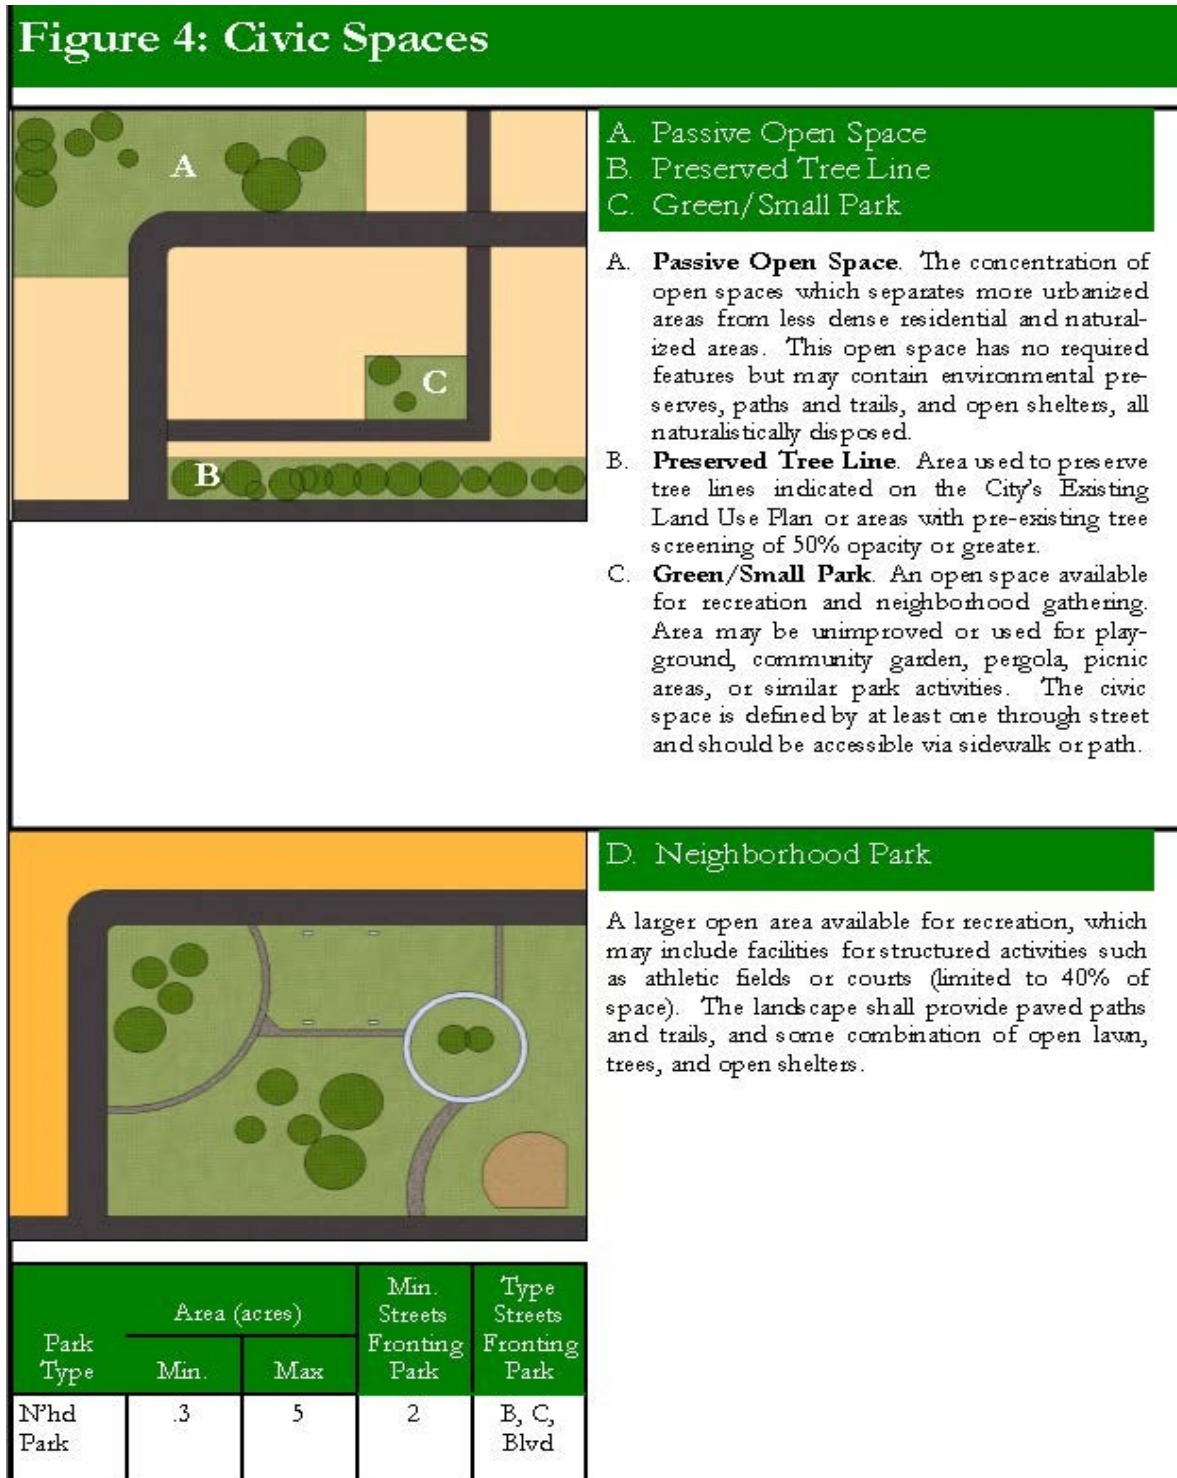 Figure 4: Civic Spaces
A
C
B
A. Passive Open Space
B. Preserved Tree Line
C. Green/Small Park
A. Passive Open Space. The concentration of
open spaces which separates more urbanized
areas from less dense residential and natural-
ized areas. This open space has no required
features but may contain environmental pre-
serves, paths and trails, and open shelters, all
naturalistically disposed.
B. Preserved Tree Line. Area used to preserve
tree lines indicated on the City's Existing
Land Use Plan or areas with pre-existing tree
screening of 50% opacity or greater.
C. Green/Small Park. An open space available
for recreation and neighborhood gathering.
Area may be unimproved or used for play-
ground, community garden, pergola, picnic
areas, or similar park activities. The civic
space is defined by at least one through street
and should be accessible via sidewalk or path.
D. Neighborhood Park
A larger open area available for recreation, which
may include facilities for structured activities such
as athletic fields or courts (limited to 40% of
space). The landscape shall provide paved paths
and trails, and some combination of open lawn,
trees, and open shelters.
Park
Type
Area (acres)
Min.
Max
Min.
Streets
Fronting
Park
Type
Streets
Fronting
Park
N'hd
Park
.3
5
2
B, C,
Blvd